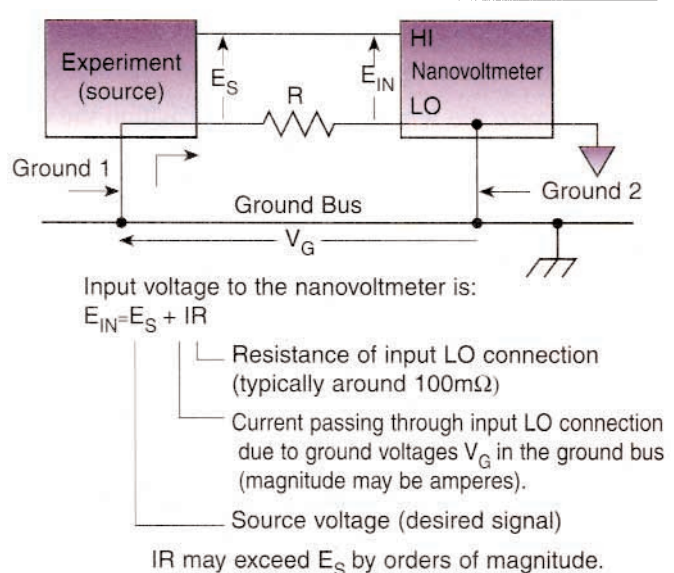 Experiment
(source)
E_S
R
E_IN
HI
Nanovoltmeter
LO
Ground 1
Ground 2
Ground Bus
V_G
Input voltage to the nanovoltmeter is:
E_IN=E_S + IR
Resistance of input LO connection
(typically around 100mΩ)
Current passing through input LO connection
due to ground voltages V_G in the ground bus
(magnitude may be amperes).
Source voltage (desired signal)
IR may exceed E_S by orders of magnitude.